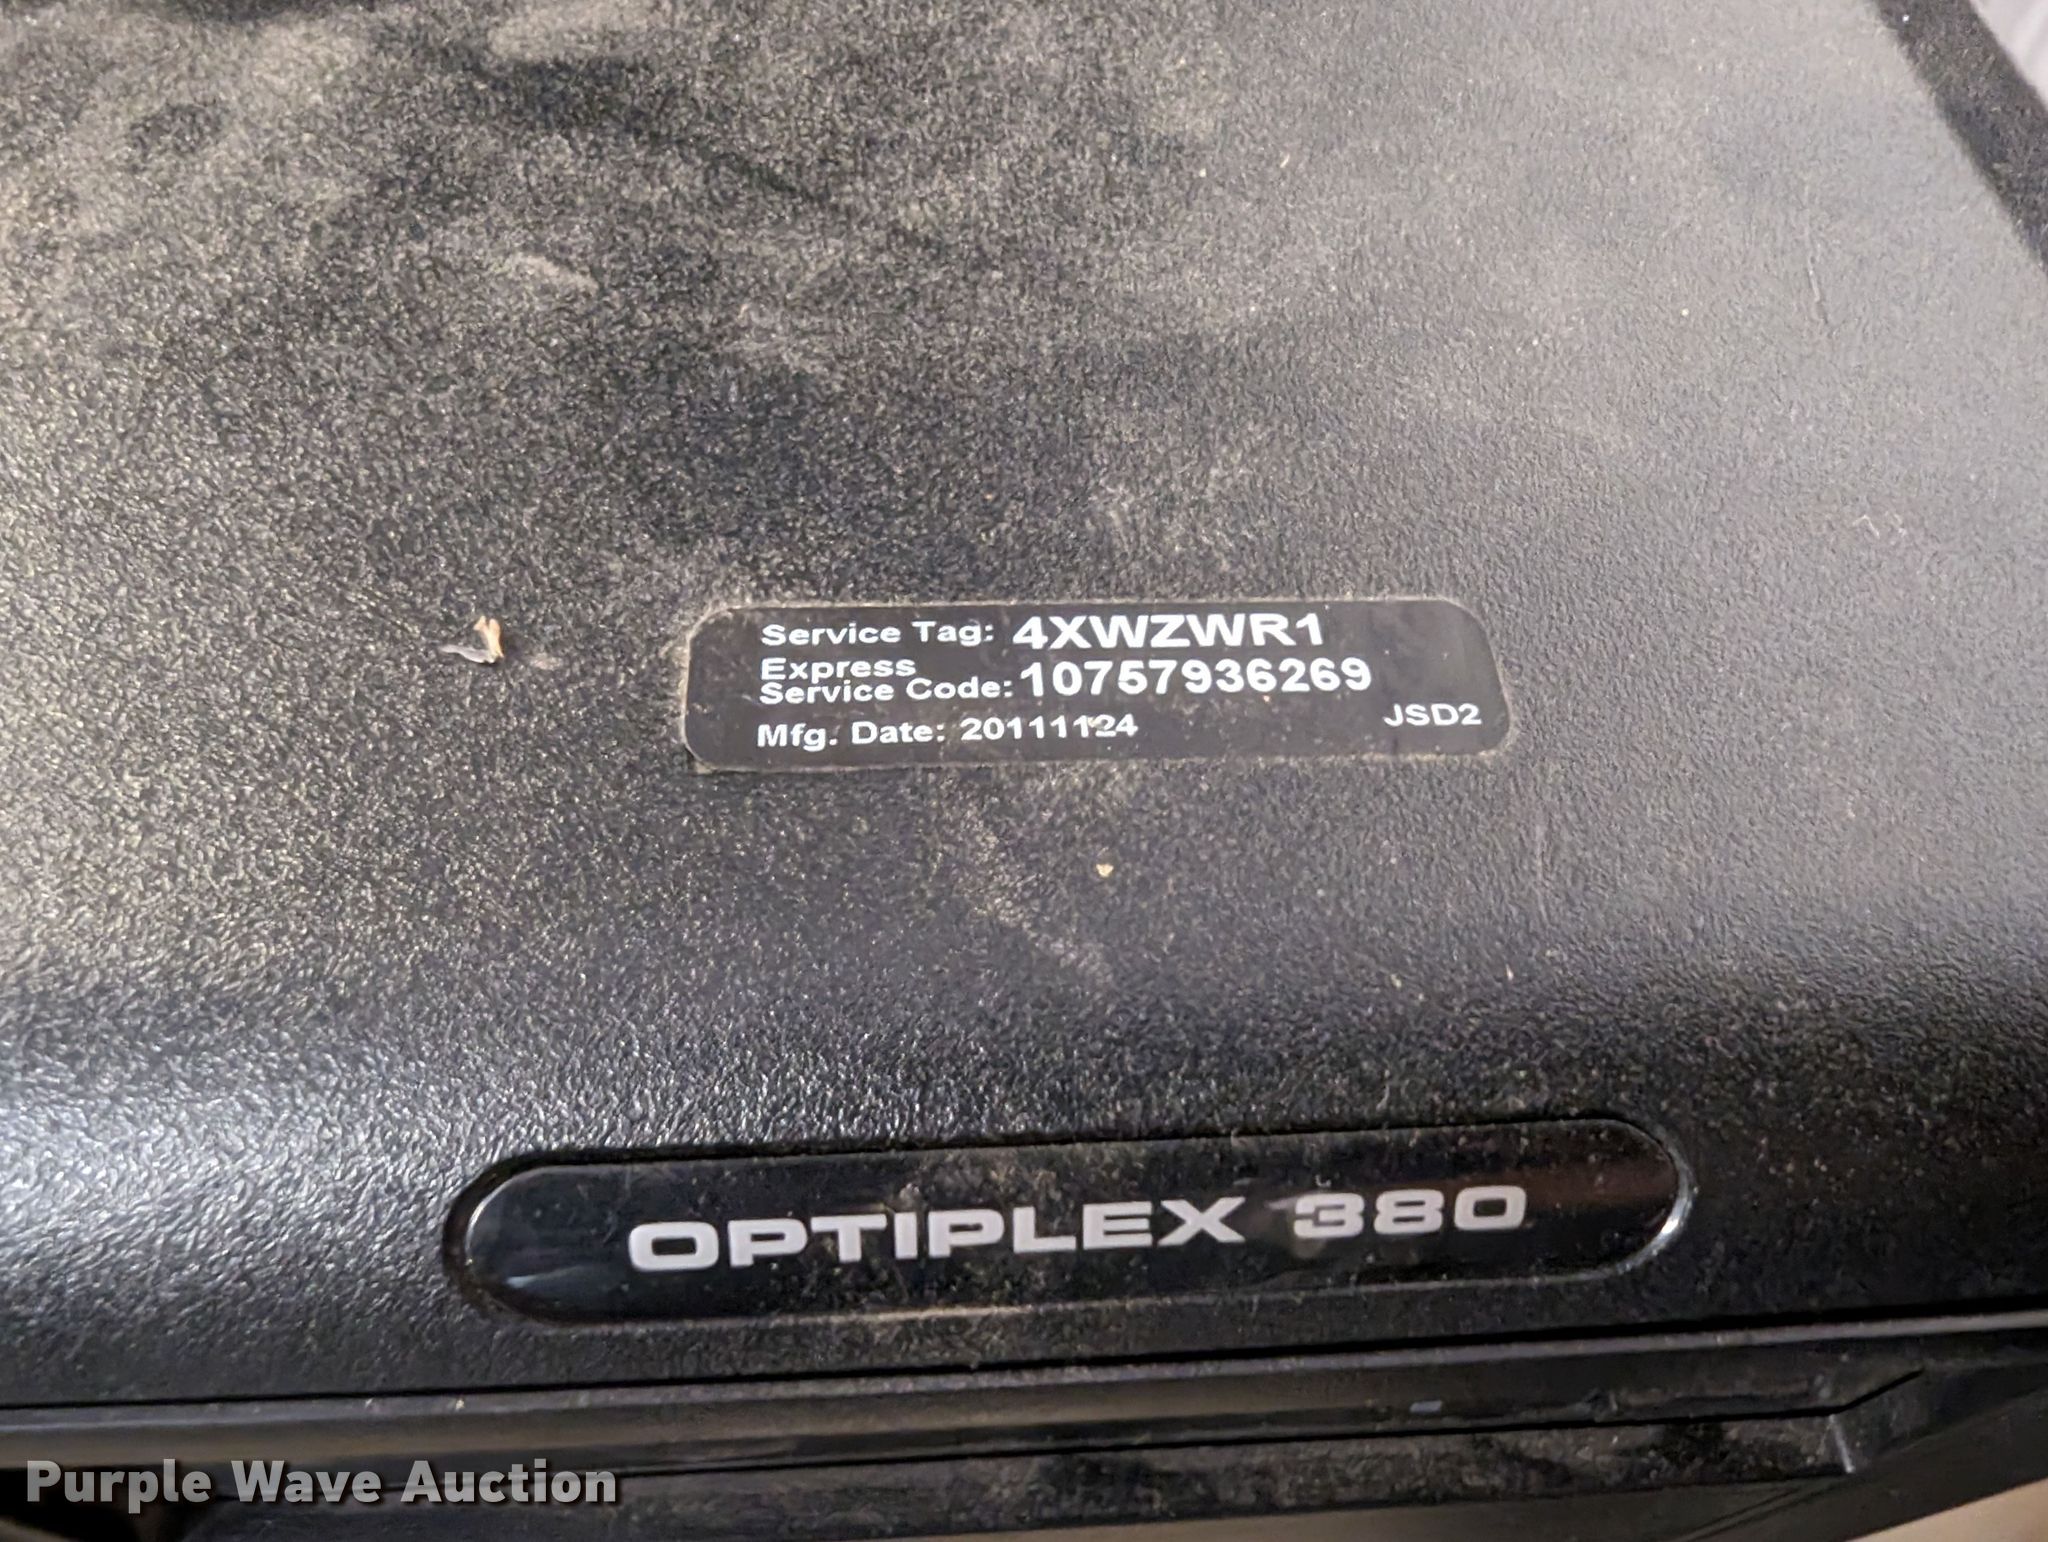 Service Tag: 4XWZWR1
Express
Service Code: 10757936269
Mfg. Date: 20111124
JSD2
OPTIPLEX 380
Purple Wave Auction